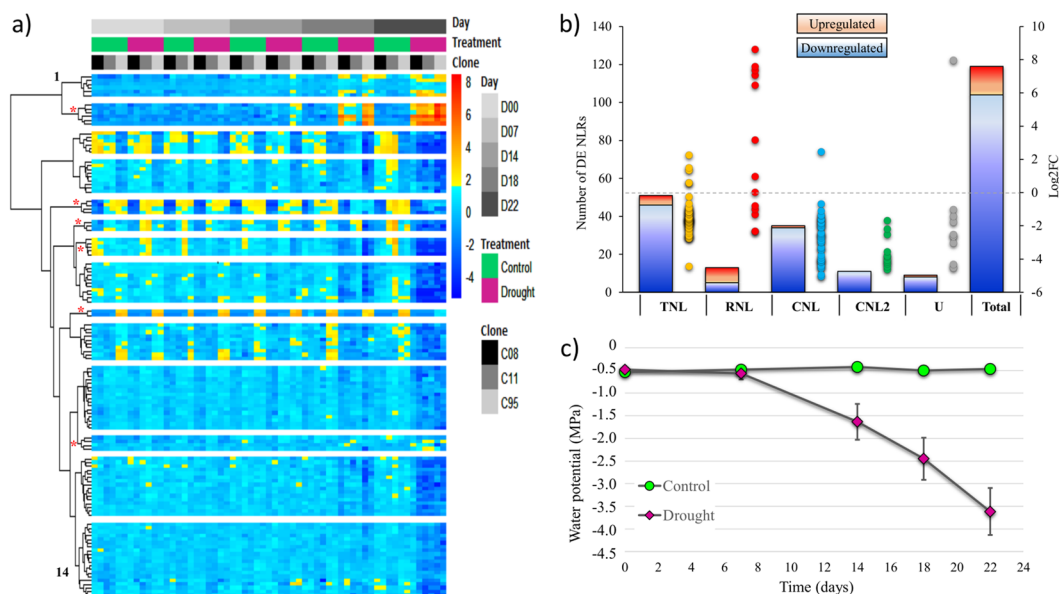 a)
Day
Treatment
Clone
1
*
*
*
*
*
*
14
8
6
4
2
0
-2
-4
Day
D00
D07
D14
D18
D22
Treatment
Control
Drought
Clone
C08
C11
C95
b)
Upregulated
Downregulated
Number of DE NLRs
140
120
100
80
60
40
20
0
10
8
6
4
2
0
-2
-4
-6
Log2FC
TNL RNL CNL CNL2 U Total
c)
Water potential (MPa)
0
-0.5
-1.5
-2.0
-2.5
-3.0
-3.5
-4.0
-4.5
Control
Drought
0 2 4 6 8 10 12 14 16 18 20 22 24
Time (days)